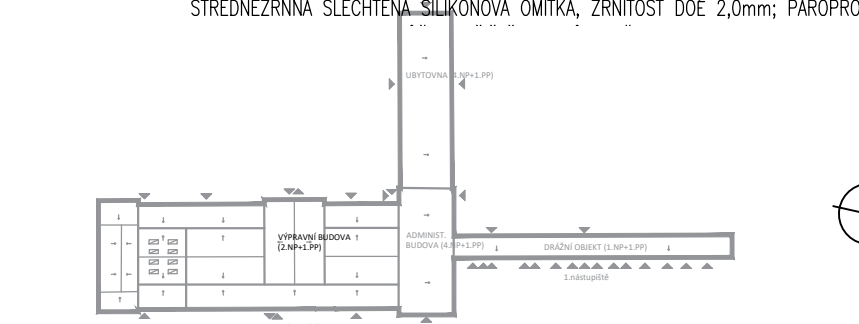 STŘEDNĚZRNNÁ ŠLECHTĚNÁ SILIKONOVÁ OMÍTKA, ZRNITOST DOE 2,0mm; PAROPRO
UBYTOVNA (4.NP+1.PP)
VÝPRAVNÍ BUDOVA
(2.NP+1.PP)
ADMINIST.
BUDOVA (4.NP+1.PP)
DRÁŽNÍ OBJEKT (1.NP+1.PP)
1.nástupiště